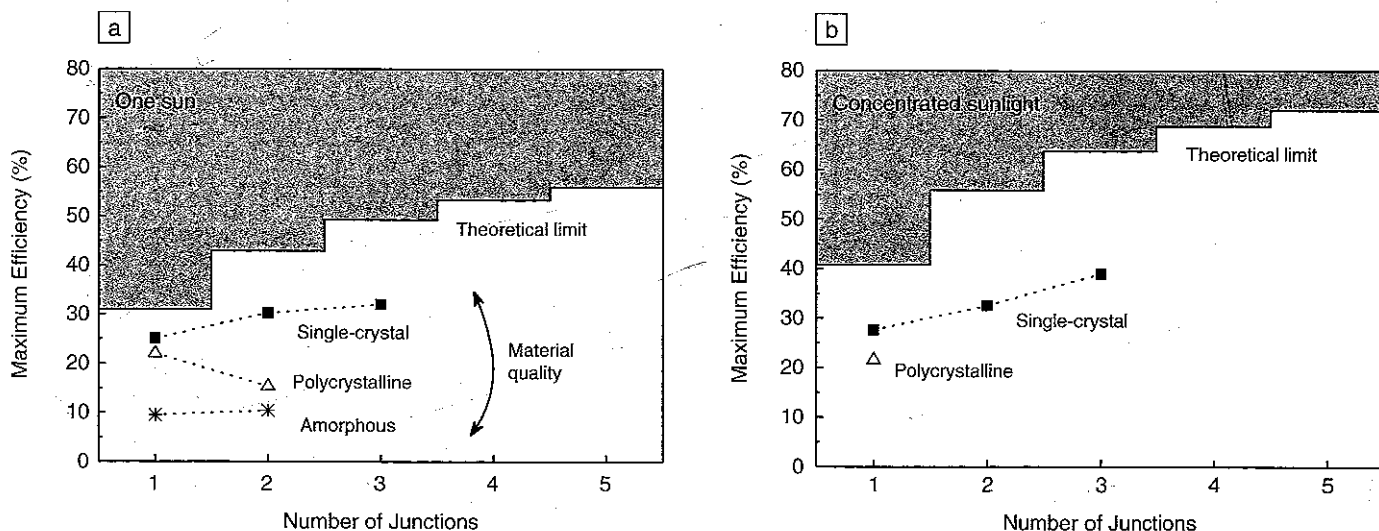 a
80
70
60
50
40
30
20
10
0
Maximum Efficiency (%)
One sun
Theoretical limit
Single-crystal
Polycrystalline
Amorphous
Material
quality
1 2 3 4 5
Number of Junctions
b
80
70
60
50
40
30
20
10
0
Maximum Efficiency (%)
Concentrated sunlight
Theoretical limit
Single-crystal
Polycrystalline
1 2 3 4 5
Number of Junctions